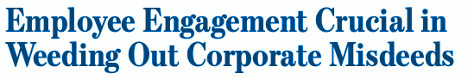 Employee Engagement Crucial in
Weeding Out Corporate Misdeeds